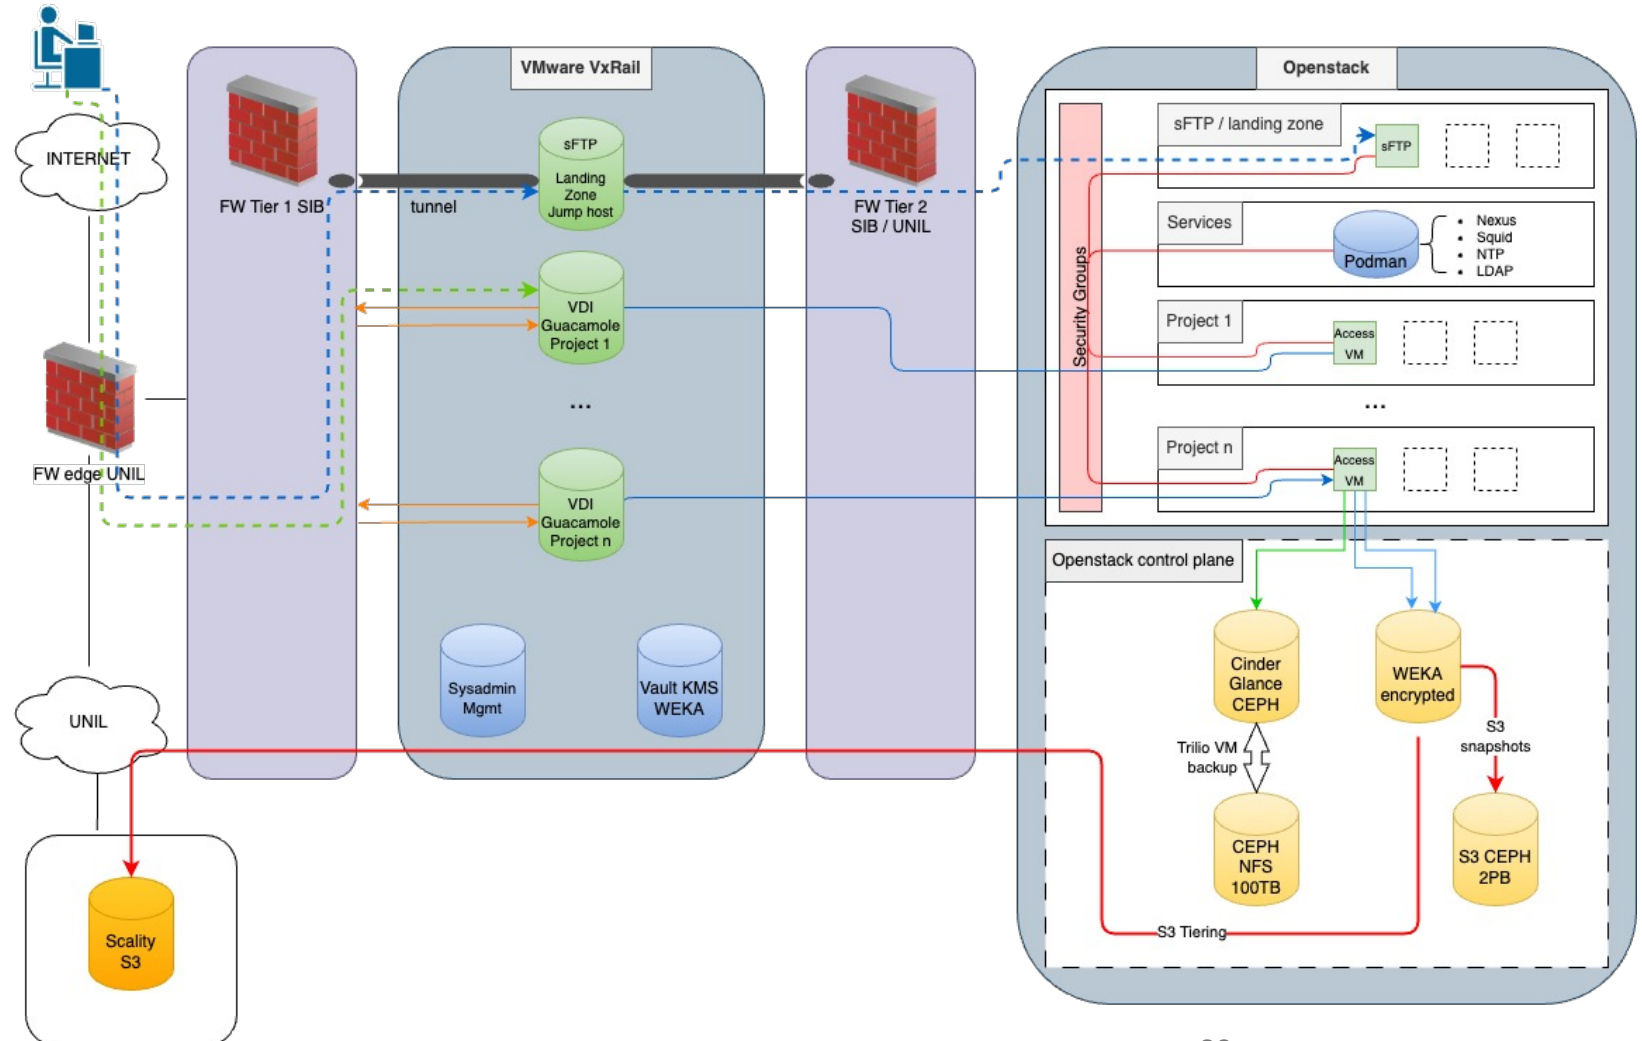 INTERNET
FW edge UNIL
UNIL
Scality
S3
FW Tier 1 SIB
VMware VxRail
sFTP
Landing
Zone
Jump host
tunnel
VDI
Guacamole
Project 1
...
VDI
Guacamole
Project n
Sysadmin
Mgmt
Vault KMS
WEKA
FW Tier 2
SIB / UNIL
Openstack
Security Groups
sFTP / landing zone
sFTP
Services
Podman
• Nexus
• Squid
• NTP
• LDAP
Project 1
Access
VM
...
Project n
Access
VM
Openstack control plane
Cinder
Glance
CEPH
WEKA
encrypted
Trilio VM
backup
S3
snapshots
CEPH
NFS
100TB
S3 CEPH
2PB
S3 Tiering